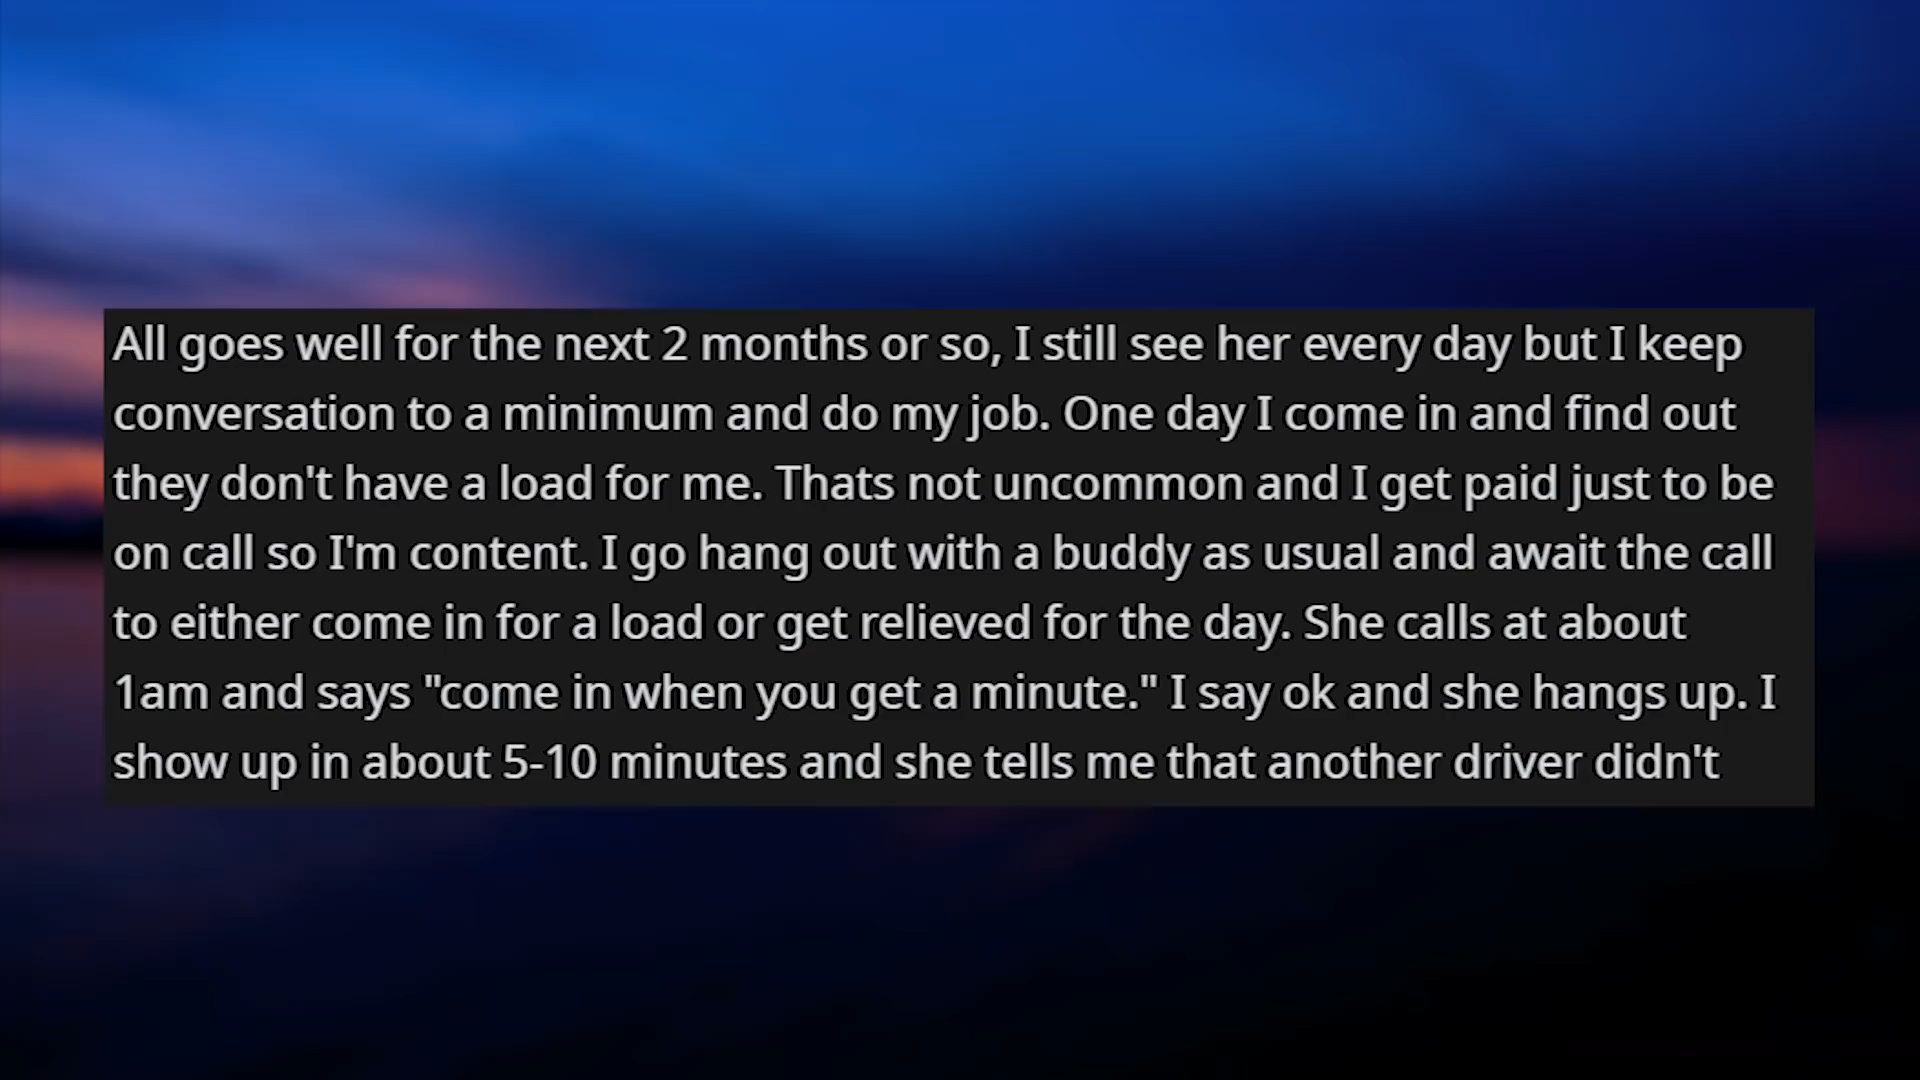 All goes well for the next 2 months or so, I still see her every day but I keep
conversation to a minimum and do my job. One day I come in and find out
they don't have a load for me. Thats not uncommon and I get paid just to be
on call so I'm content. I go hang out with a buddy as usual and await the call
to either come in for a load or get relieved for the day. She calls at about
1am and says "come in when you get a minute." I say ok and she hangs up. I
show up in about 5-10 minutes and she tells me that another driver didn't